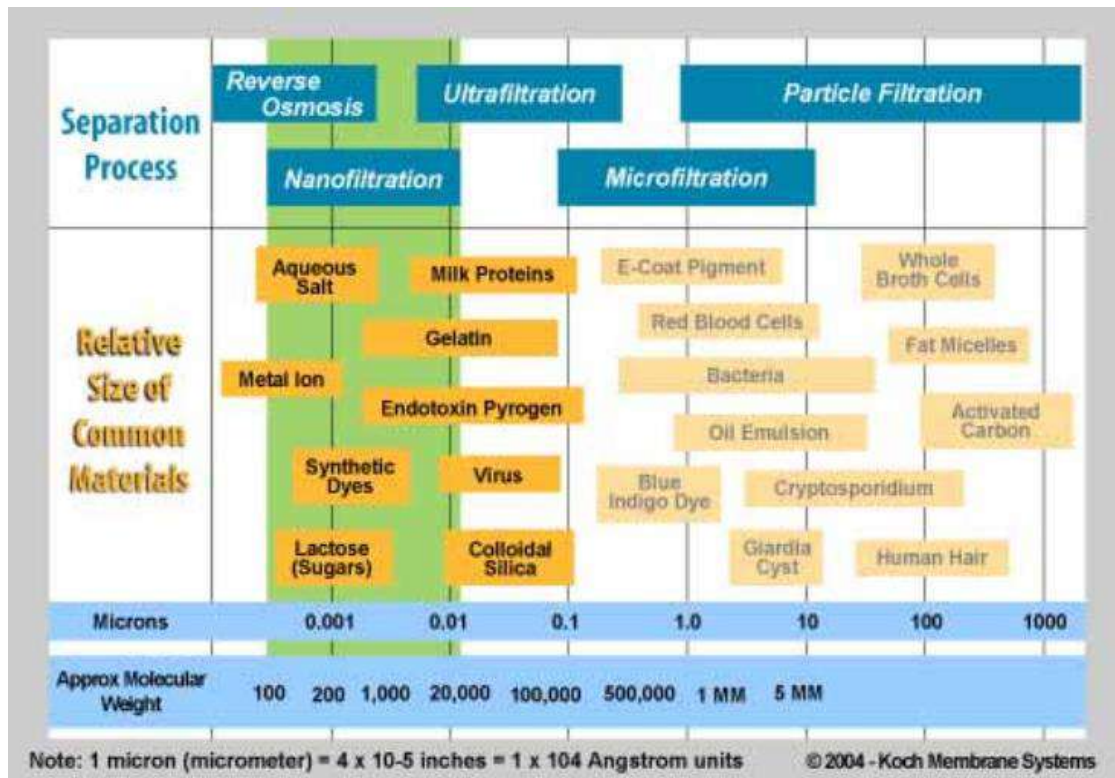 Separation
Process
Reverse
Osmosis
Ultrafiltration
Particle Filtration
Nanofiltration
Microfiltration
Relative
Size of
Common
Materials
Aqueous
Salt
Milk Proteins
E-Coat Pigment
Whole
Broth Cells
Gelatin
Red Blood Cells
Fat Micelles
Metal Ion
Bacteria
Endotoxin Pyrogen
Oil Emulsion
Activated
Carbon
Synthetic
Dyes
Virus
Blue
Indigo Dye
Cryptosporidium
Lactose
(Sugars)
Colloidal
Silica
Giardia
Cyst
Human Hair
Microns 0.001 0.01 0.1 1.0 10 100 1000
Approx Molecular
Weight
100 200 1,000 20,000 100,000 500,000 1 MM 5 MM
Note: 1 micron (micrometer) = 4 x 10-5 inches = 1 x 104 Angstrom units © 2004 - Koch Membrane Systems